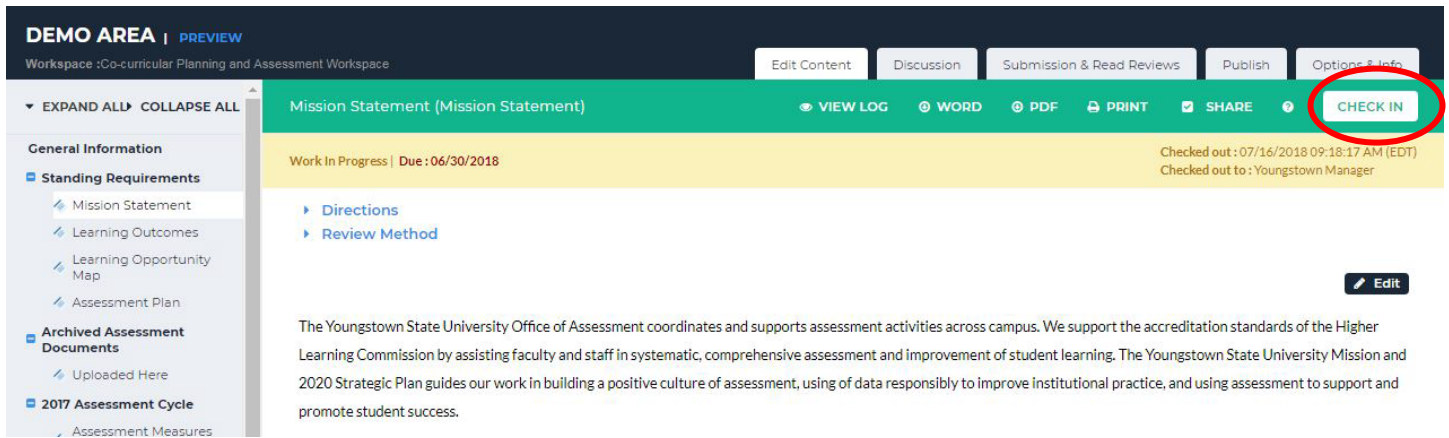 DEMO AREA | PREVIEW
Workspace :Co-curricular Planning and Assessment Workspace
Edit Content
Discussion
Submission & Read Reviews
Publish
Options & Info
EXPAND ALL COLLAPSE ALL
Mission Statement (Mission Statement)
VIEW LOG
WORD
PDF
PRINT
SHARE
?
CHECK IN
General Information
Standing Requirements
Mission Statement
Learning Outcomes
Learning Opportunity
Map
Assessment Plan
Archived Assessment
Documents
Uploaded Here
2017 Assessment Cycle
Assessment Measures
Work In Progress | Due : 06/30/2018
Checked out : 07/16/2018 09:18:17 AM (EDT)
Checked out to : Youngstown Manager
Directions
Review Method
Edit
The Youngstown State University Office of Assessment coordinates and supports assessment activities across campus. We support the accreditation standards of the Higher
Learning Commission by assisting faculty and staff in systematic, comprehensive assessment and improvement of student learning. The Youngstown State University Mission and
2020 Strategic Plan guides our work in building a positive culture of assessment, using of data responsibly to improve institutional practice, and using assessment to support and
promote student success.